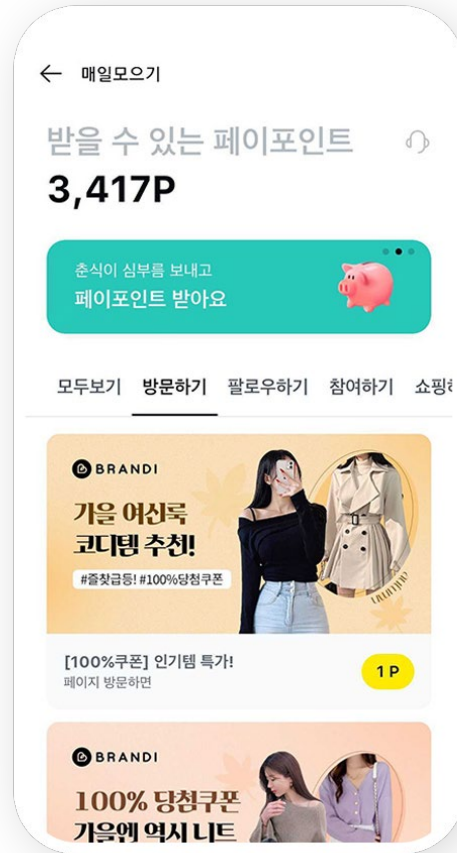 매일모으기
받을 수 있는 페이포인트
3,417P
춘식이 심부름 보내고
페이포인트 받아요
모두보기 방문하기 팔로우하기 참여하기
BRANDI
가을 여신룩
코디템 추천!
#즐찾급등! #100%당첨쿠폰
[100%쿠폰] 인기템 특가!
페이지 방문하면
1 P
BRANDI
100% 당첨쿠폰
가을엔 역시 니트